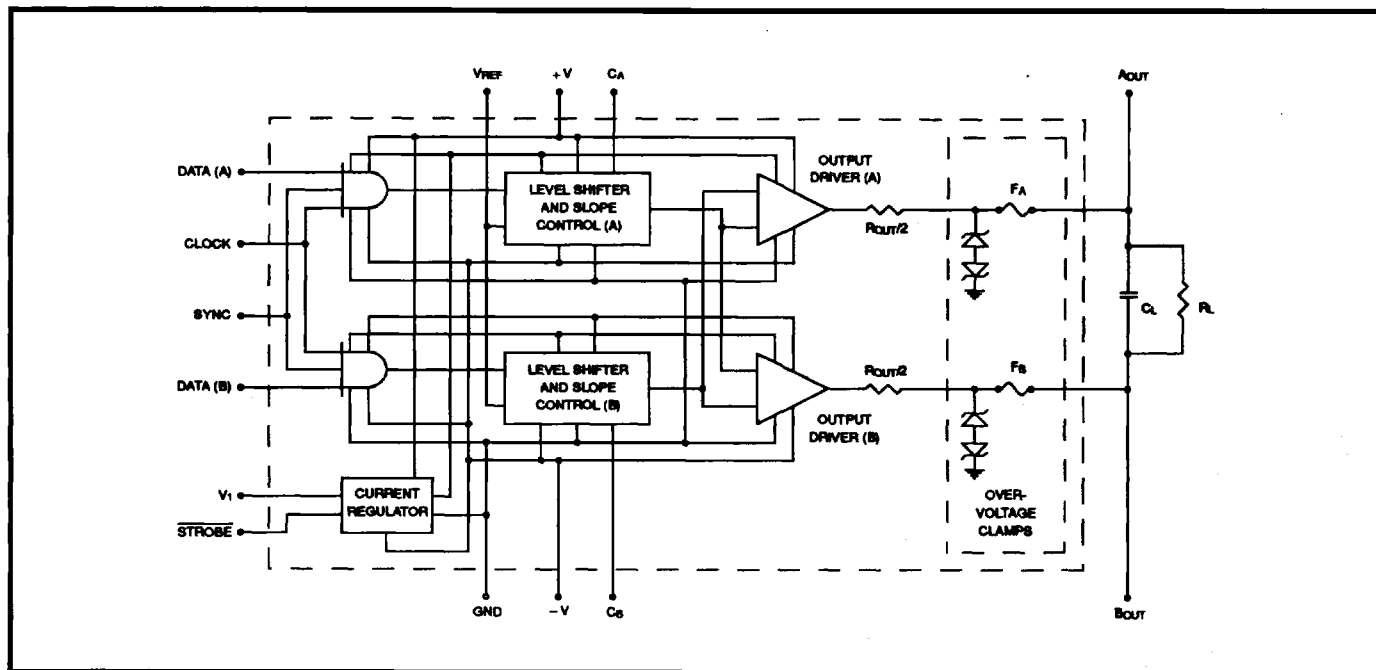 VREF
+V
CA
AOUT
DATA (A)
OUTPUT
DRIVER (A)
LEVEL SHIFTER
AND SLOPE
CONTROL (A)
ROUT/2
FA
CLOCK
SYNC
CL
RL
DATA (B)
LEVEL SHIFTER
AND SLOPE
CONTROL (B)
ROUT/2
FB
OUTPUT
DRIVER (B)
V1
CURRENT
REGULATOR
STROBE
OVER-
VOLTAGE
CLAMPS
GND
–V
CB
BOUT